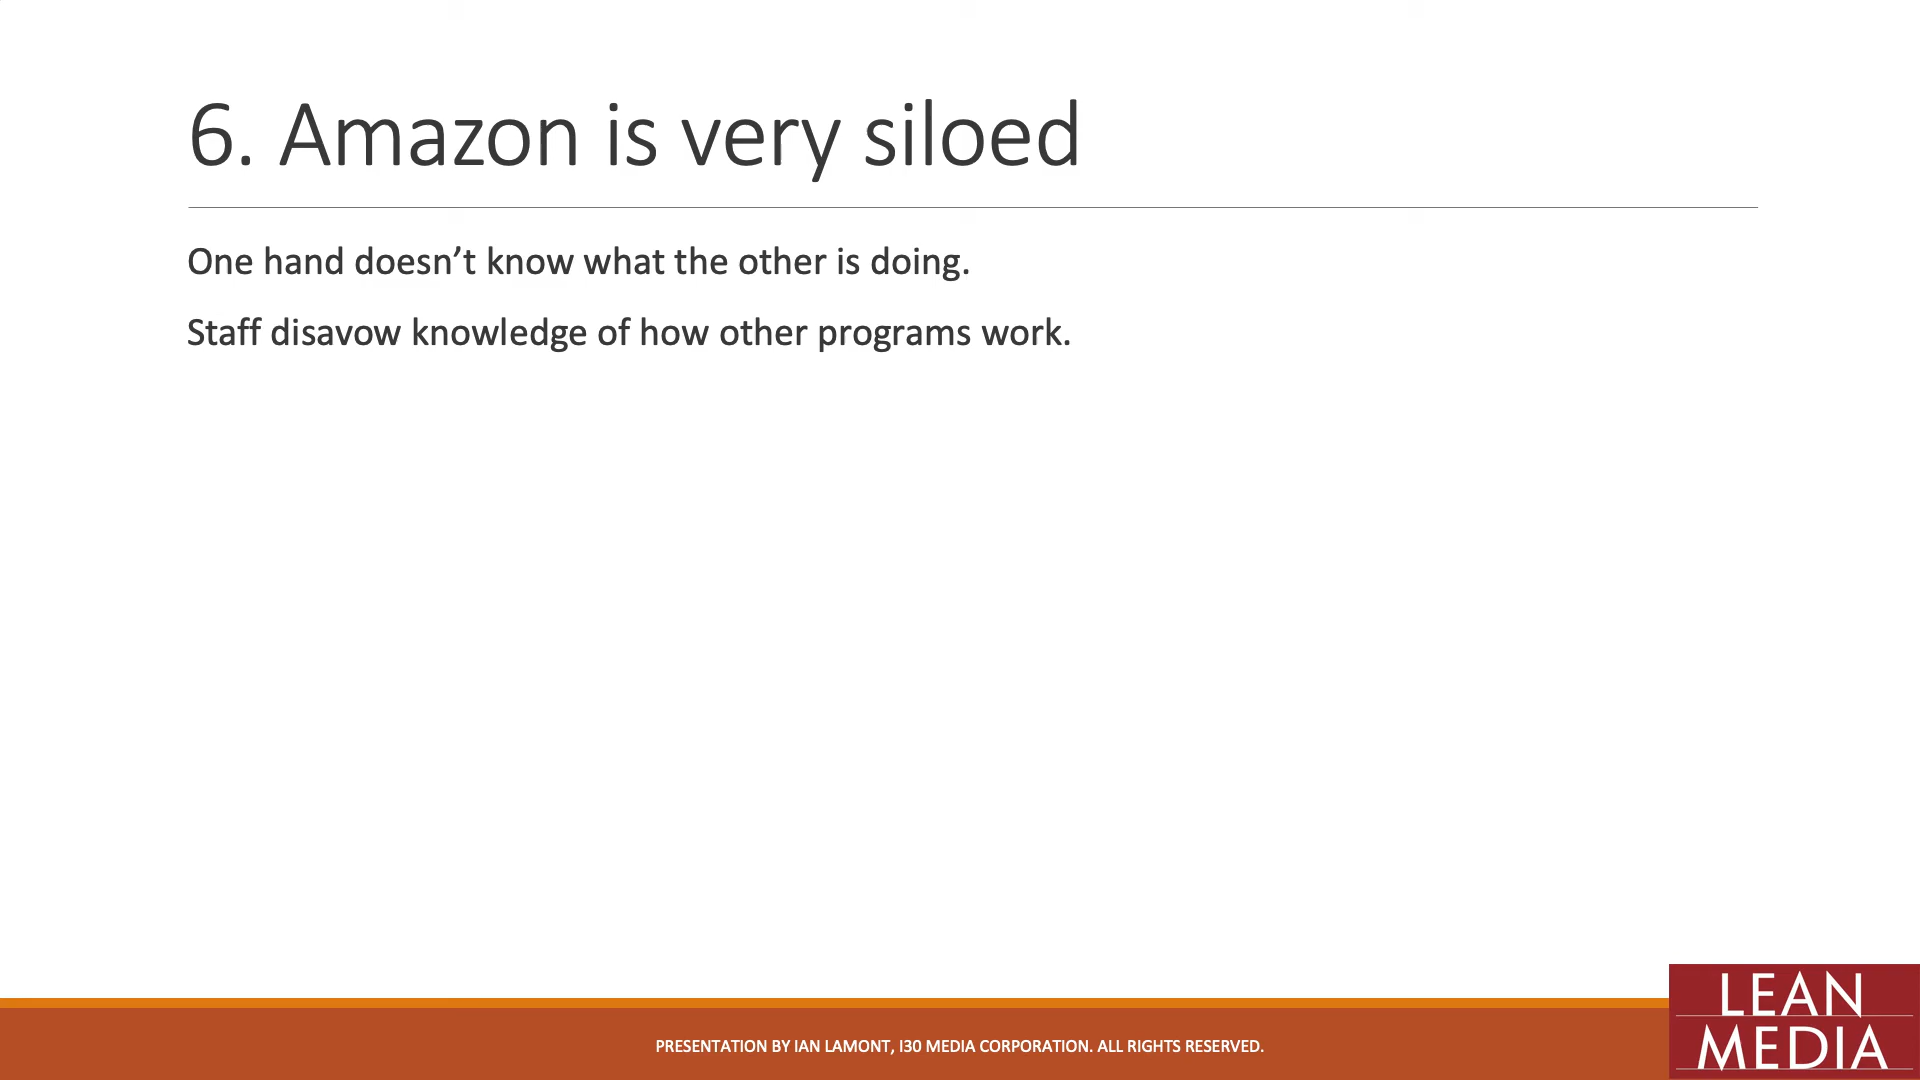 6. Amazon is very siloed
One hand doesn’t know what the other is doing.
Staff disavow knowledge of how other programs work.
PRESENTATION BY IAN LAMONT, I30 MEDIA CORPORATION. ALL RIGHTS RESERVED.
LEAN
MEDIA